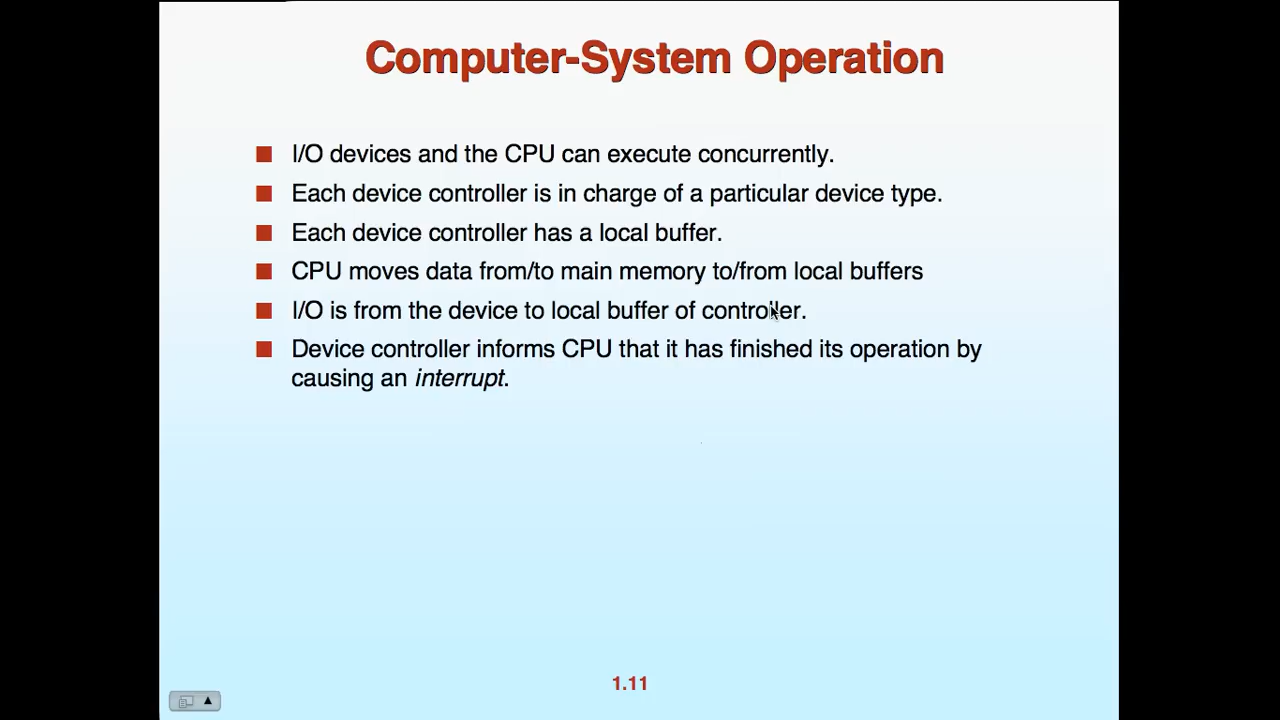 Computer-System Operation
I/O devices and the CPU can execute concurrently.
Each device controller is in charge of a particular device type.
Each device controller has a local buffer.
CPU moves data from/to main memory to/from local buffers
I/O is from the device to local buffer of controller.
Device controller informs CPU that it has finished its operation by
causing an interrupt.
1.11